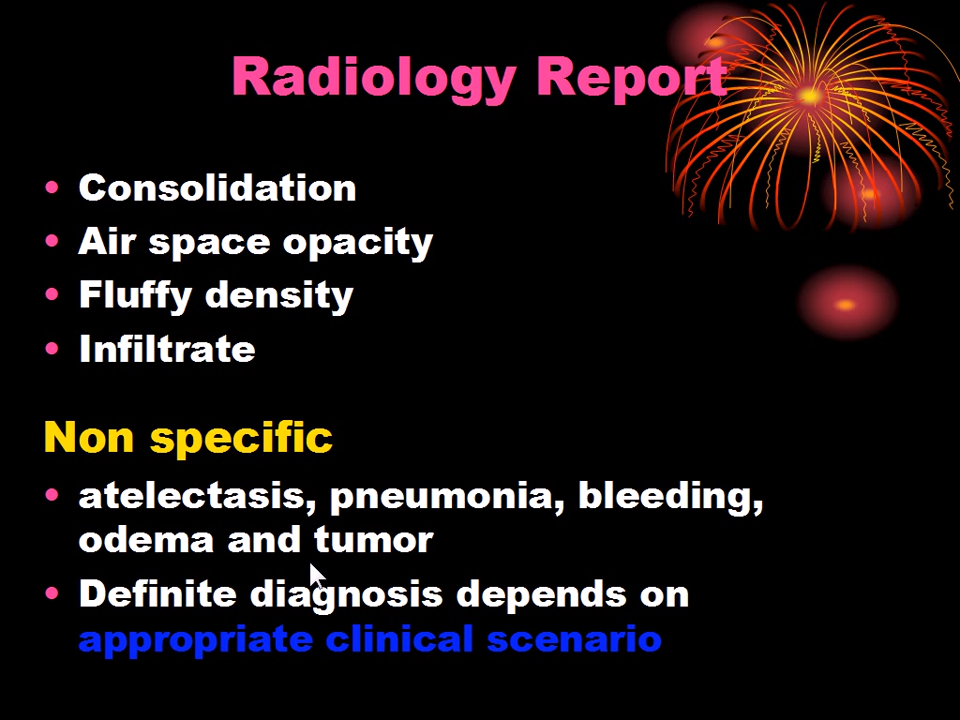 Radiology Report
• Consolidation
• Air space opacity
• Fluffy density
• Infiltrate
Non specific
• atelectasis, pneumonia, bleeding,
odema and tumor
• Definite diagnosis depends on
appropriate clinical scenario